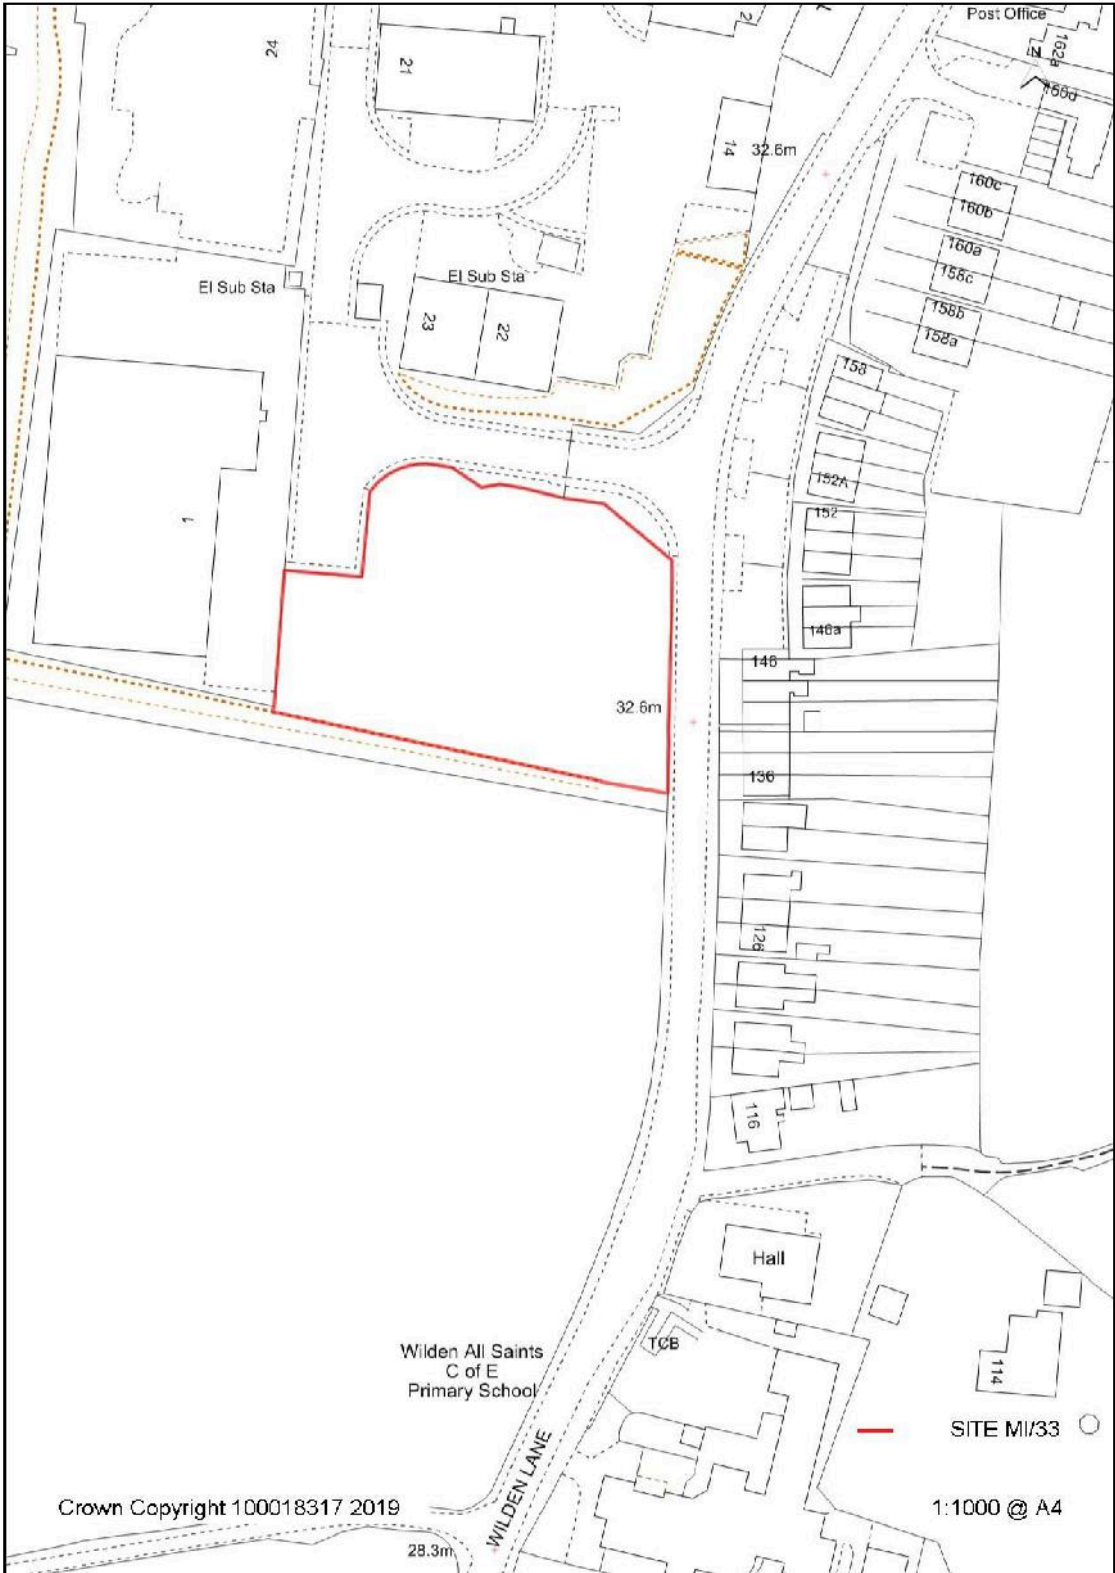 Post Office
24
21
2
N
162a
160d
14
32.6m
160c
160b
160a
158c
158b
158a
El Sub Sta
El Sub Sta
23
22
158
152A
152
1
146a
146
32.6m
136
126
116
Hall
TCB
Wilden All Saints
C of E
Primary School
114
SITE MI/33
WILDEN LANE
Crown Copyright 100018317 2019
1:1000 @ A4
28.3m